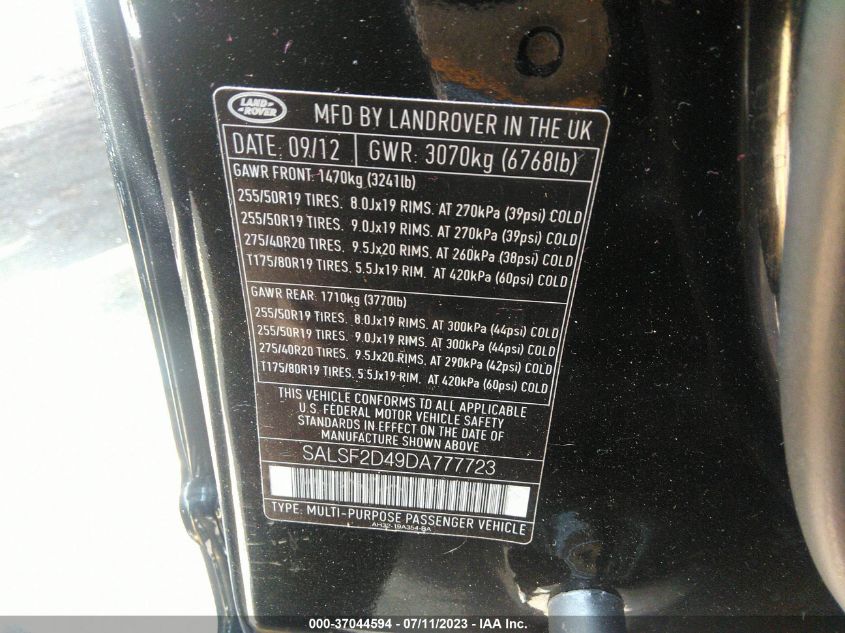 LAND ROVER
MFD BY LANDROVER IN THE UK
DATE: 09/12 GWR: 3070kg (6768lb)
GAWR FRONT: 1470kg (3241lb)
255/50R19 TIRES. 8.0Jx19 RIMS. AT 270kPa (39psi) COLD
255/50R19 TIRES. 9.0Jx19 RIMS. AT 270kPa (39psi) COLD
275/40R20 TIRES. 9.5Jx20 RIMS. AT 260kPa (38psi) COLD
T175/80R19 TIRES. 5.5Jx19 RIM. AT 420kPa (60psi) COLD
GAWR REAR: 1710kg (3770lb)
255/50R19 TIRES. 8.0Jx19 RIMS. AT 300kPa (44psi) COLD
255/50R19 TIRES. 9.0Jx19 RIMS. AT 300kPa (44psi) COLD
275/40R20 TIRES. 9.5Jx20 RIMS. AT 290kPa (42psi) COLD
T175/80R19 TIRES. 5.5Jx19 RIM. AT 420kPa (60psi) COLD
THIS VEHICLE CONFORMS TO ALL APPLICABLE
U.S. FEDERAL MOTOR VEHICLE SAFETY
STANDARDS IN EFFECT ON THE DATE OF
MANUFACTURE SHOWN ABOVE
SALSF2D49DA777723
TYPE: MULTI-PURPOSE PASSENGER VEHICLE
AH32-19A354-BA
000-37044594 - 07/11/2023 - IAA Inc.